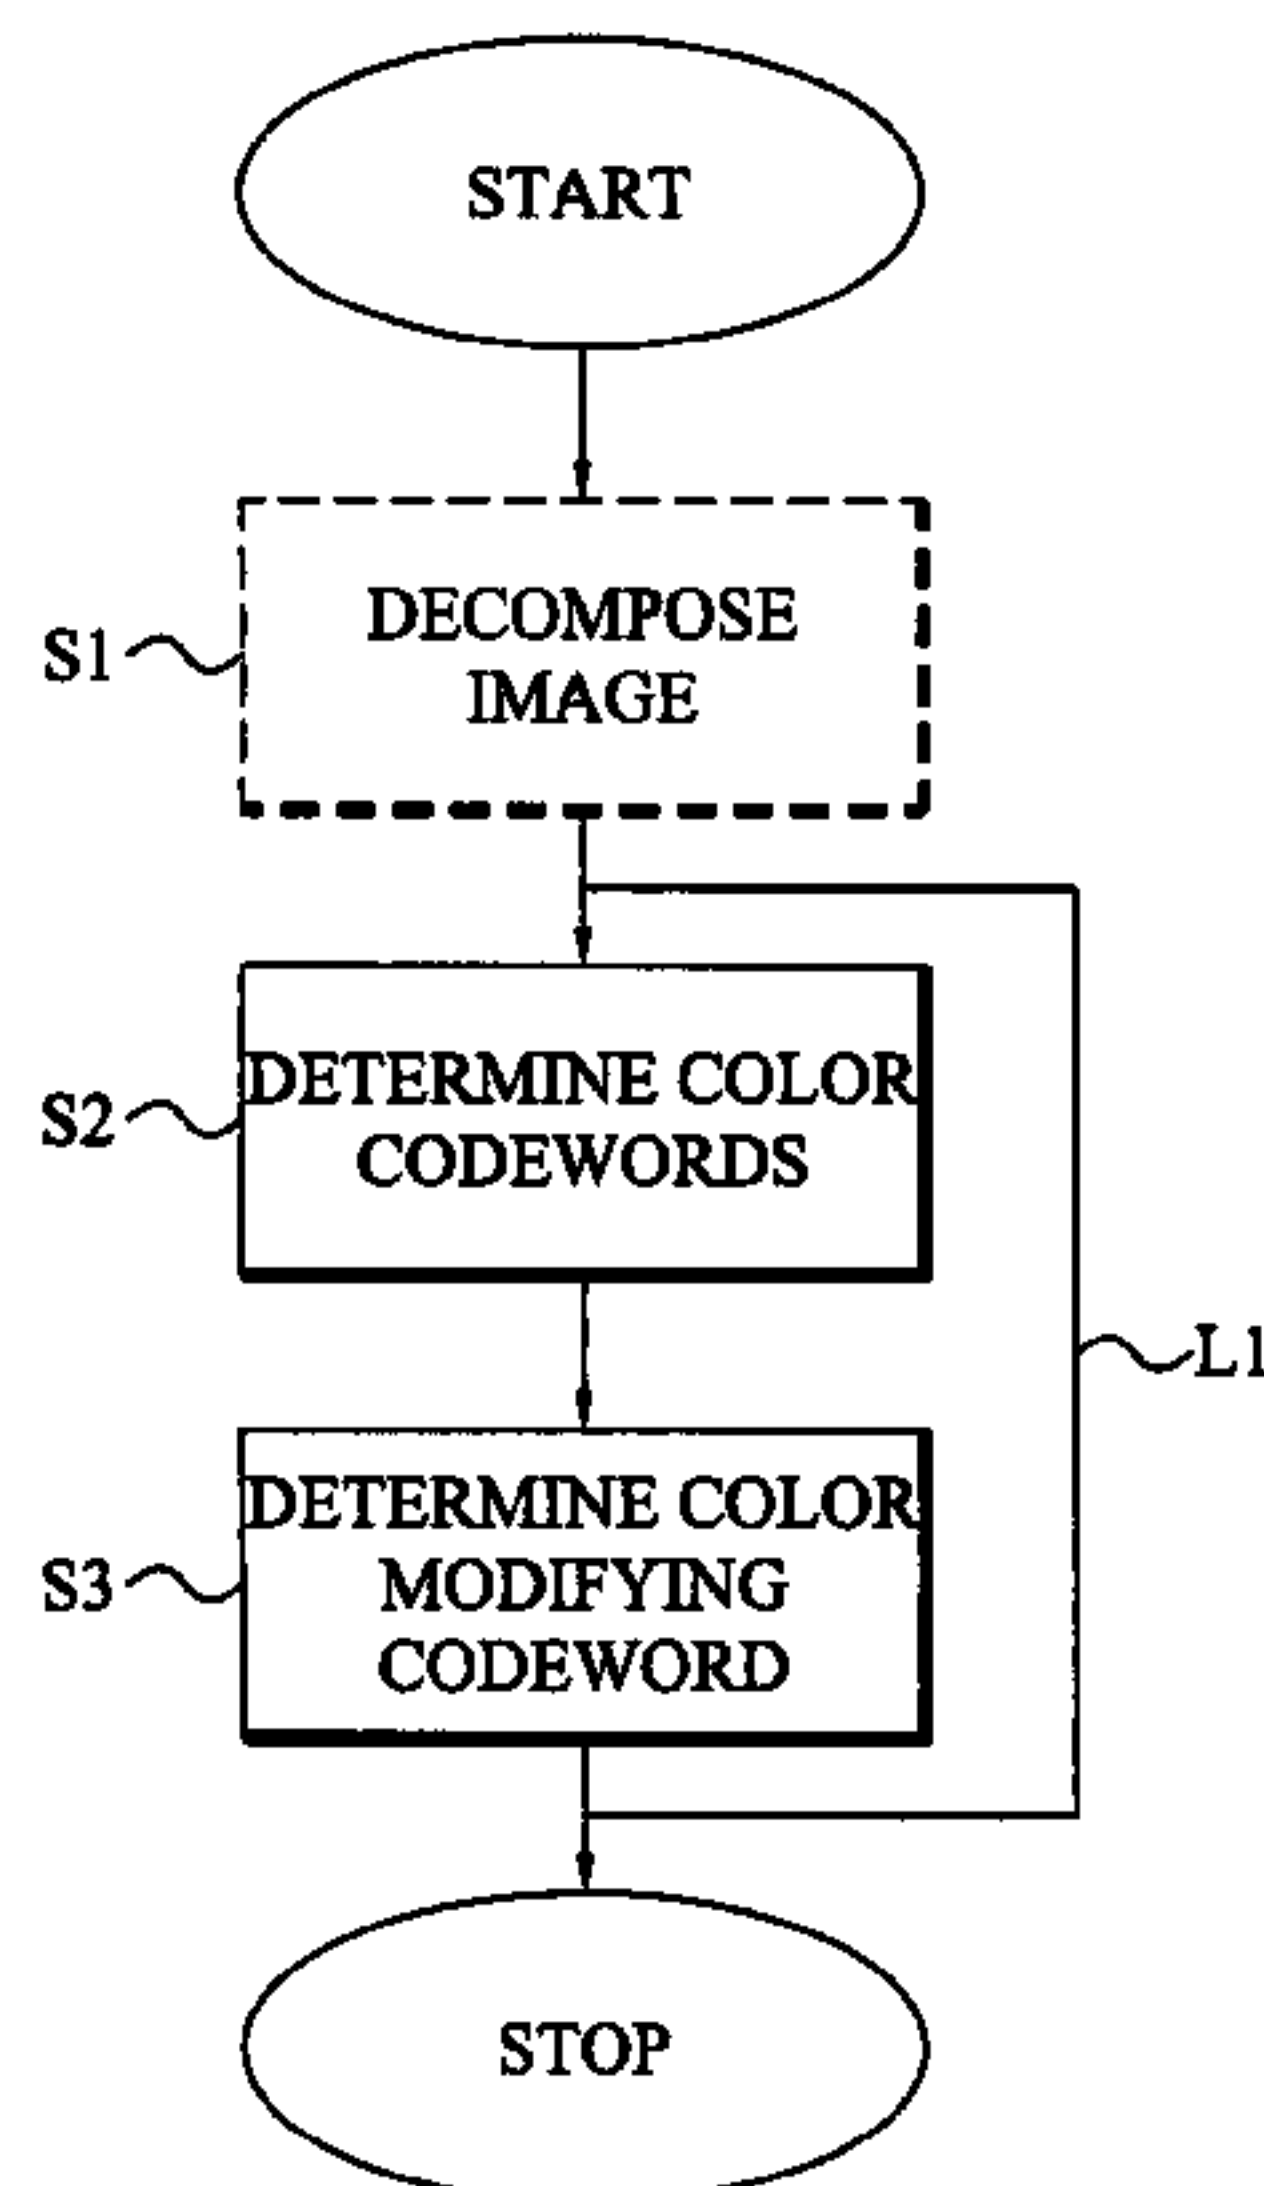 START
DECOMPOSE
IMAGE
S1
DETERMINE COLOR
CODEWORDS
S2
L1
DETERMINE COLOR
MODIFYING
CODEWORD
S3
STOP